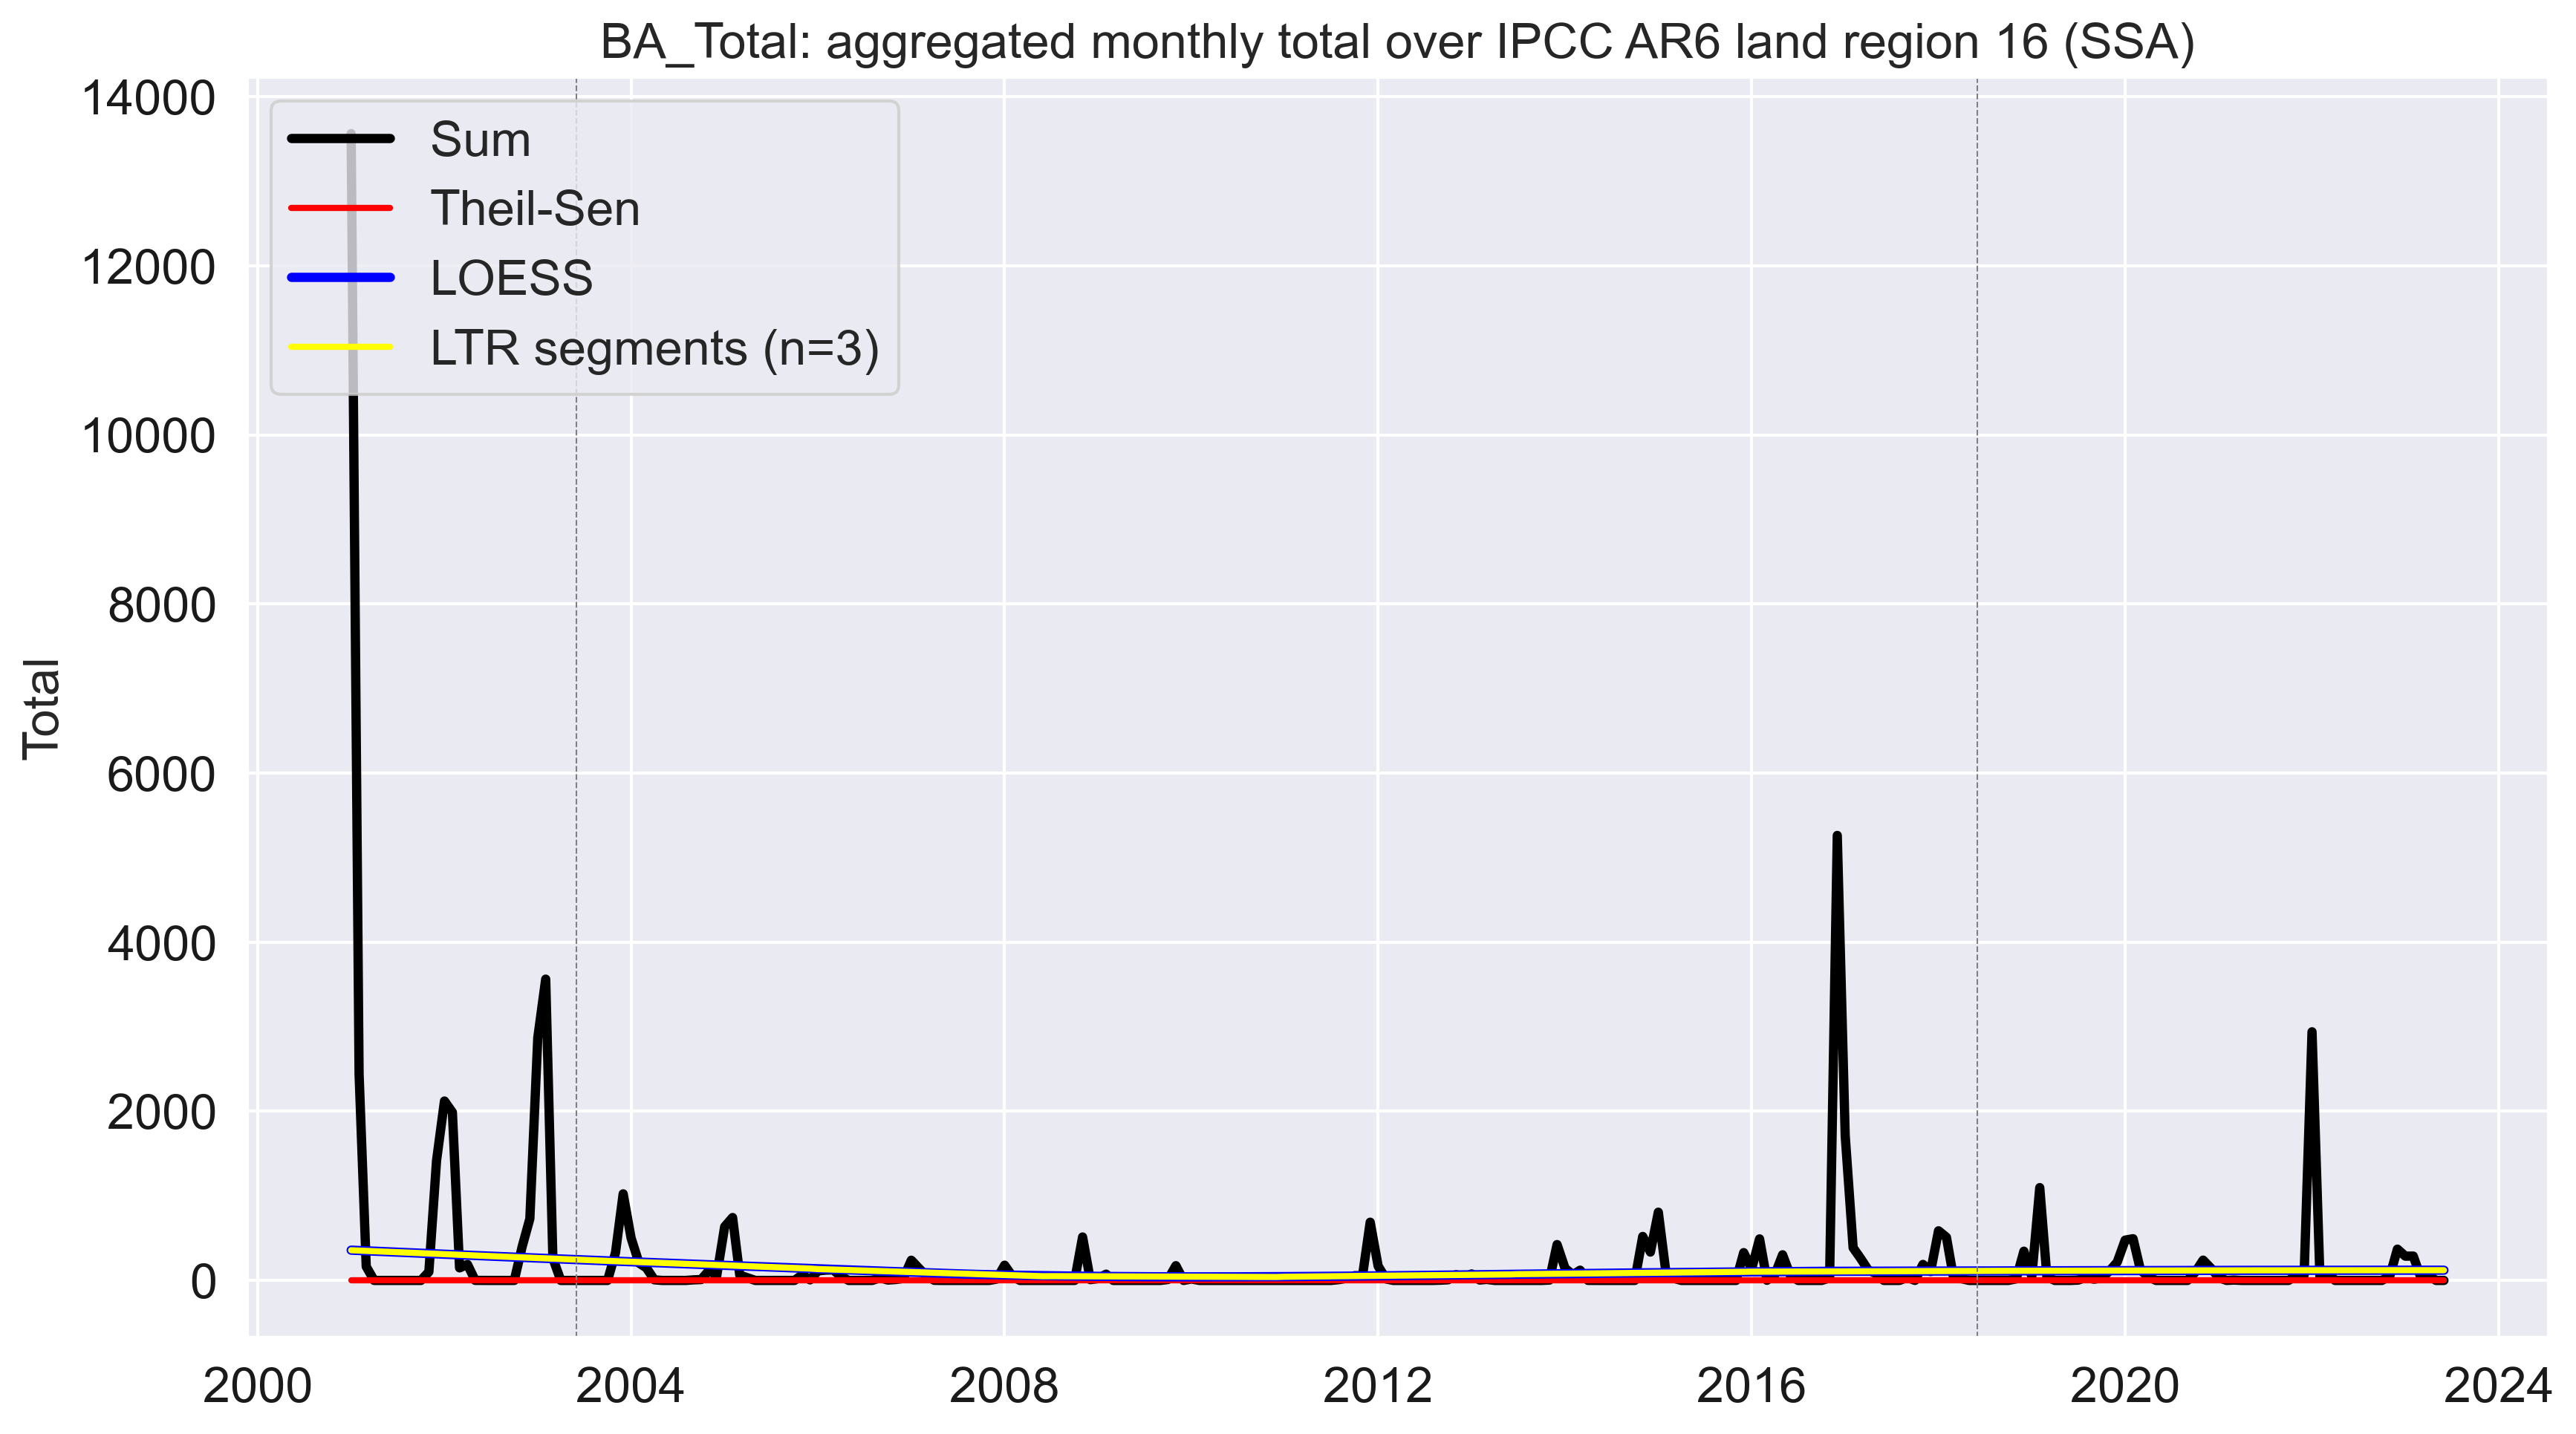 BA_Total: aggregated monthly total over IPCC AR6 land region 16 (SSA)
14000
12000
10000
8000
6000
4000
2000
0
Total
Sum
Theil-Sen
LOESS
LTR segments (n=3)
2000 2004 2008 2012 2016 2020 2024